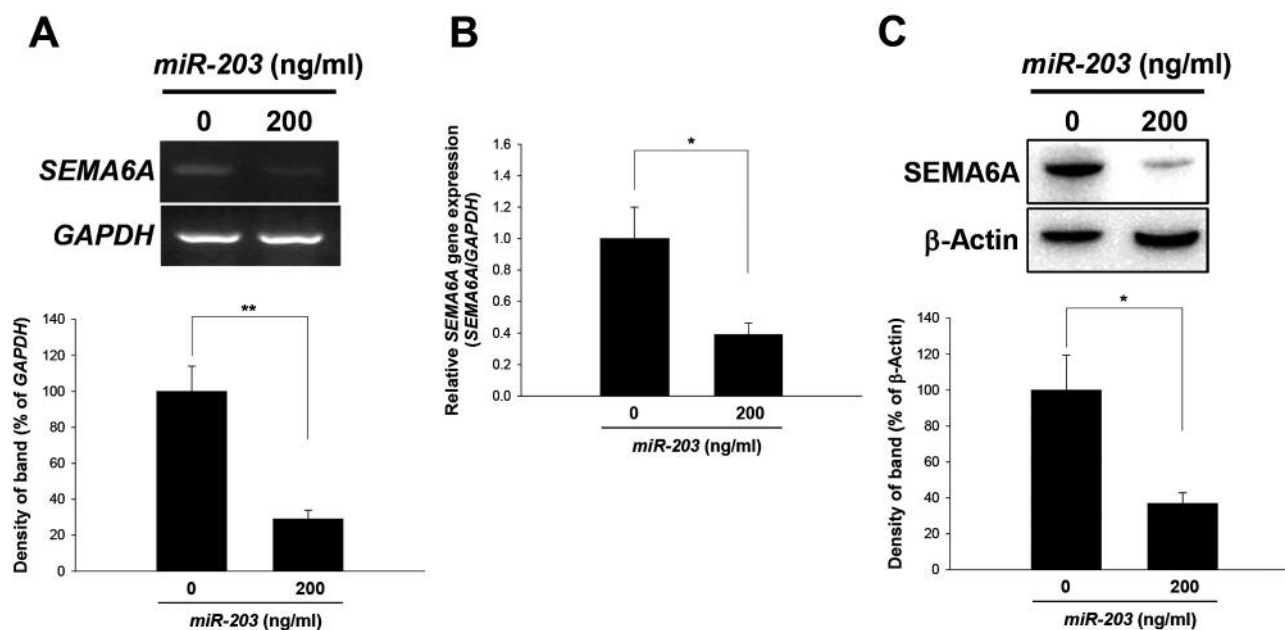 A
miR-203 (ng/ml)
0 200
SEMA6A
GAPDH
Density of band (% of GAPDH)
140
120
100
80
60
40
20
0
**
0 200
miR-203 (ng/ml)
B
Relative SEMA6A gene expression
(SEMA6A/GAPDH)
1.6
1.4
1.2
1.0
0.8
0.6
0.4
0.2
0.0
*
0 200
miR-203 (ng/ml)
C
miR-203 (ng/ml)
0 200
SEMA6A
β-Actin
Density of band (% of β-Actin)
140
120
100
80
60
40
20
0
*
0 200
miR-203 (ng/ml)